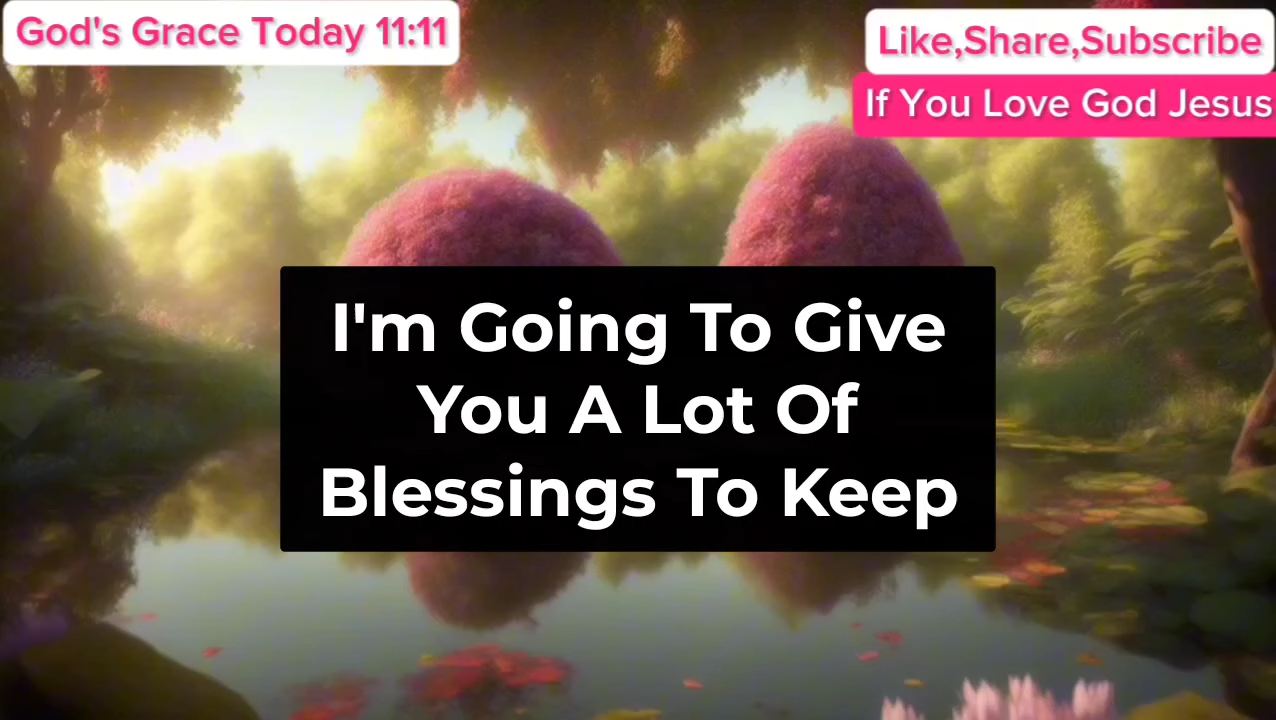 God's Grace Today 11:11
Like,Share,Subscribe
If You Love God Jesus
I'm Going To Give
You A Lot Of
Blessings To Keep